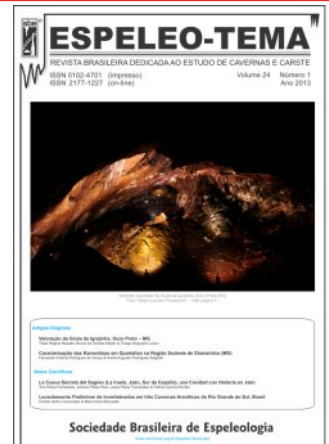 ESPELEO-TEMA
REVISTA BRASILEIRA DEDICADA AO ESTUDO DE CAVERNAS E CARSTE
ISSN 0102-4701 (impresso) Volume 24 Número 1
ISSN 2177-1227 (on-line) Ano 2013
Artigos Originais
Valoração da Gruta da Igrejinha, Ouro Preto – MG
Caracterização das Ravestidas em Quartzitos na Região Sudeste de Diamantina (MG)
Notas Científicas
La Cueva Secreta del Sagreo (La Iruela, Jaén, Sur de España), una Cavidad con Historia en Jaén
Levantamento Preliminar de Invertebrados em três Cavernas Areníticas do Rio Grande do Sul, Brasil
Sociedade Brasileira de Espeleologia